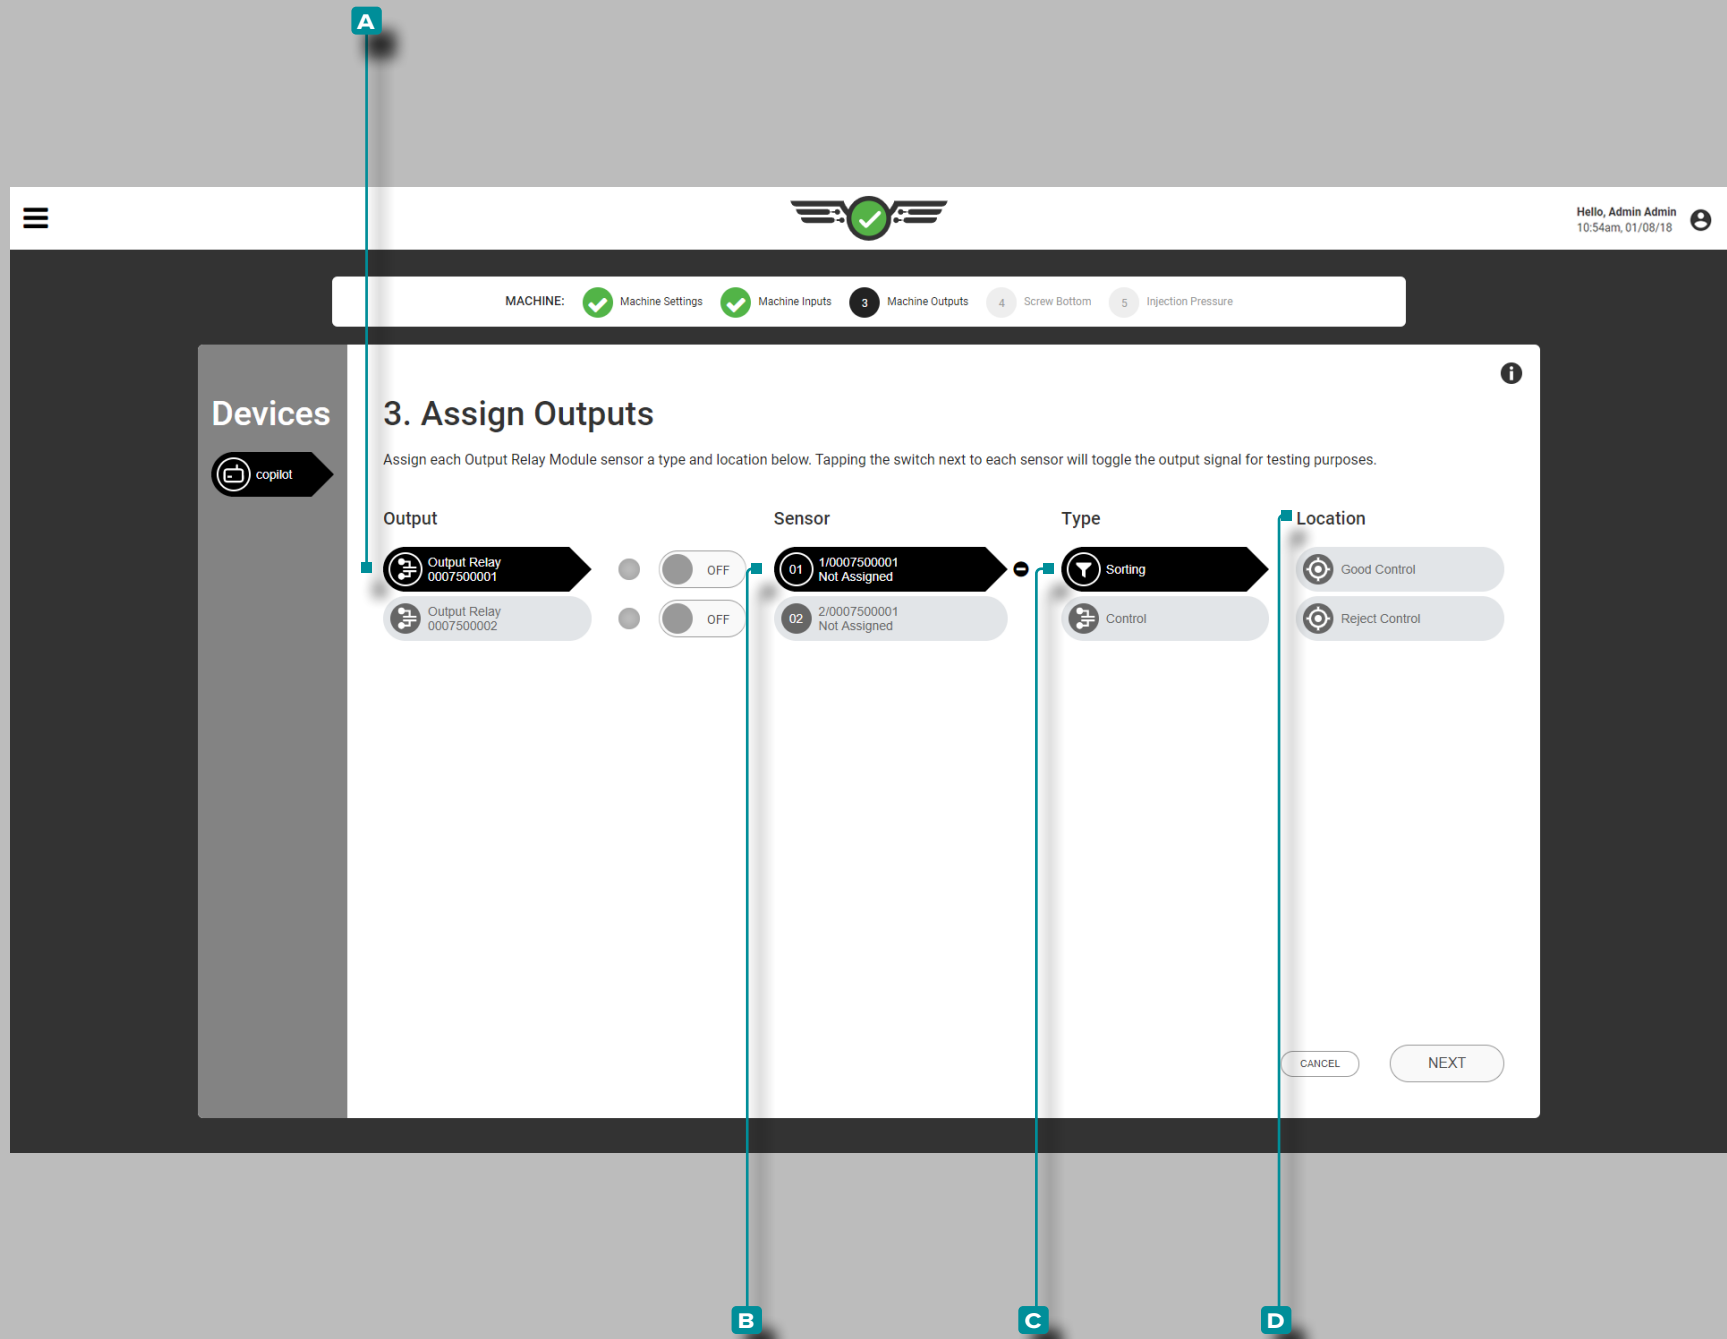 A
Hello, Admin Admin
10:54am, 01/08/18
MACHINE: Machine Settings Machine Inputs 3 Machine Outputs 4 Screw Bottom 5 Injection Pressure
Devices
copilot
3. Assign Outputs
Assign each Output Relay Module sensor a type and location below. Tapping the switch next to each sensor will toggle the output signal for testing purposes.
Output Sensor Type Location
Output Relay
0007500001
OFF
01
1/0007500001
Not Assigned
Sorting
Good Control
Output Relay
0007500002
OFF
02
2/0007500001
Not Assigned
Control
Reject Control
CANCEL NEXT
B C D